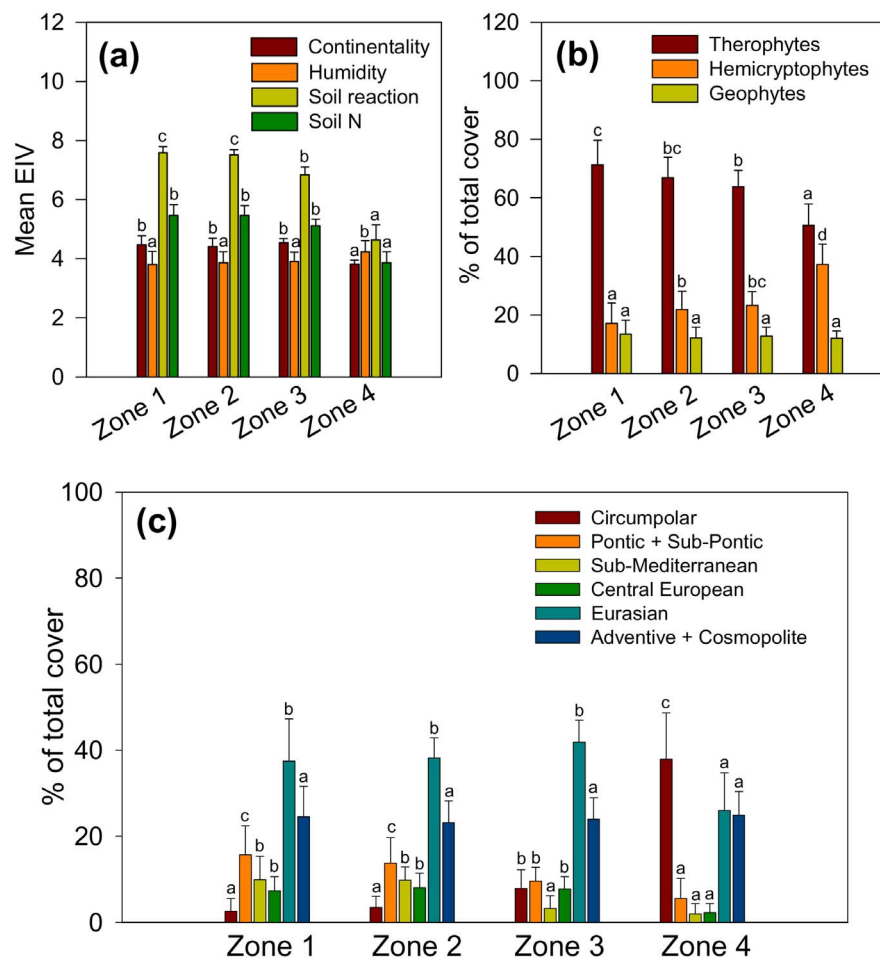 (a)
Continentality
Humidity
Soil reaction
Soil N
Mean EIV
12
10
8
6
4
2
0
b a c b
b a c b
b a b b
a b a a
Zone 1 Zone 2 Zone 3 Zone 4
(b)
Therophytes
Hemicryptophytes
Geophytes
% of total cover
120
100
80
60
40
20
0
c a a
bc b a
b bc a
a d a
Zone 1 Zone 2 Zone 3 Zone 4
(c)
Circumpolar
Pontic + Sub-Pontic
Sub-Mediterranean
Central European
Eurasian
Adventive + Cosmopolite
% of total cover
100
80
60
40
20
0
a c b b b a
a c b b b a
b b a b b a
c a a a a a
Zone 1 Zone 2 Zone 3 Zone 4